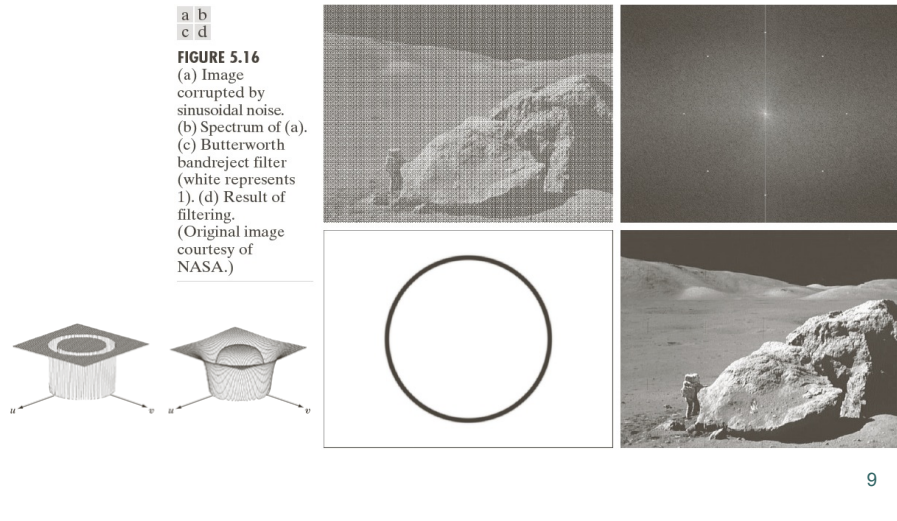 a b
c d
FIGURE 5.16
(a) Image
corrupted by
sinusoidal noise.
(b) Spectrum of (a).
(c) Butterworth
bandreject filter
(white represents
1). (d) Result of
filtering.
(Original image
courtesy of
NASA.)
u v u v
9